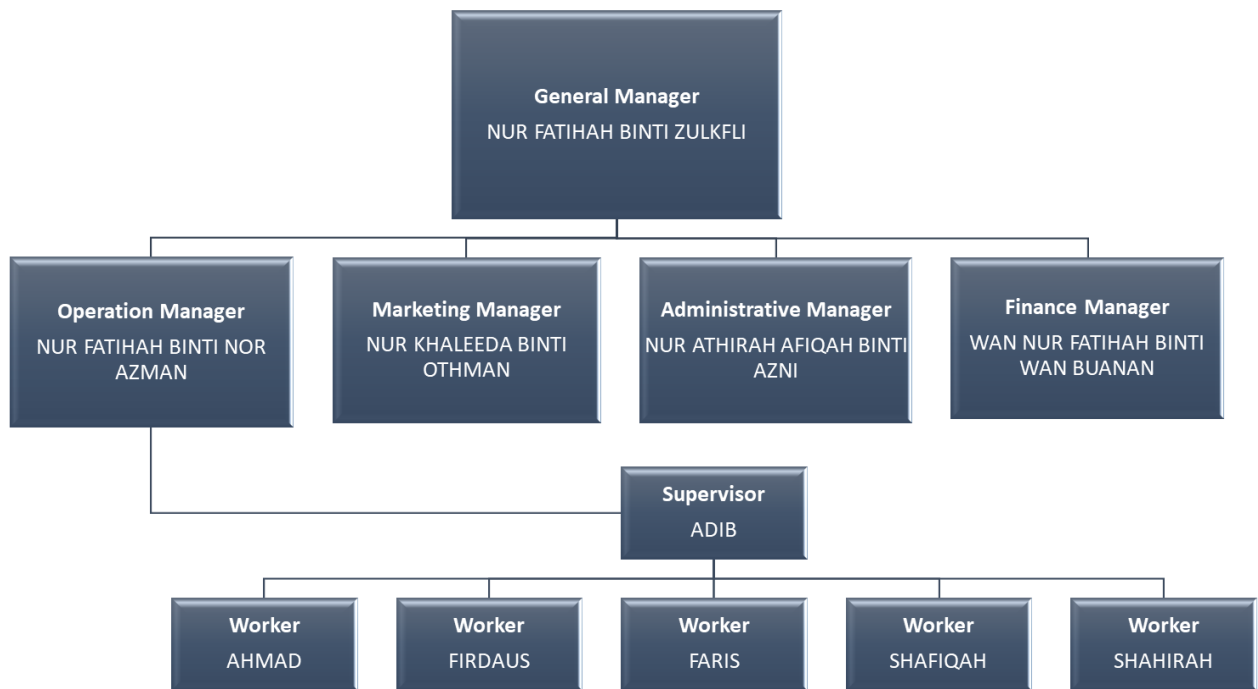 General Manager
NUR FATIHAH BINTI ZULKFLI
Operation Manager
NUR FATIHAH BINTI NOR
AZMAN
Marketing Manager
NUR KHALEEDA BINTI
OTHMAN
Administrative Manager
NUR ATHIRAH AFIQAH BINTI
AZNI
Finance Manager
WAN NUR FATIHAH BINTI
WAN BUANAN
Supervisor
ADIB
Worker
AHMAD
Worker
FIRDAUS
Worker
FARIS
Worker
SHAFIQAH
Worker
SHAHIRAH